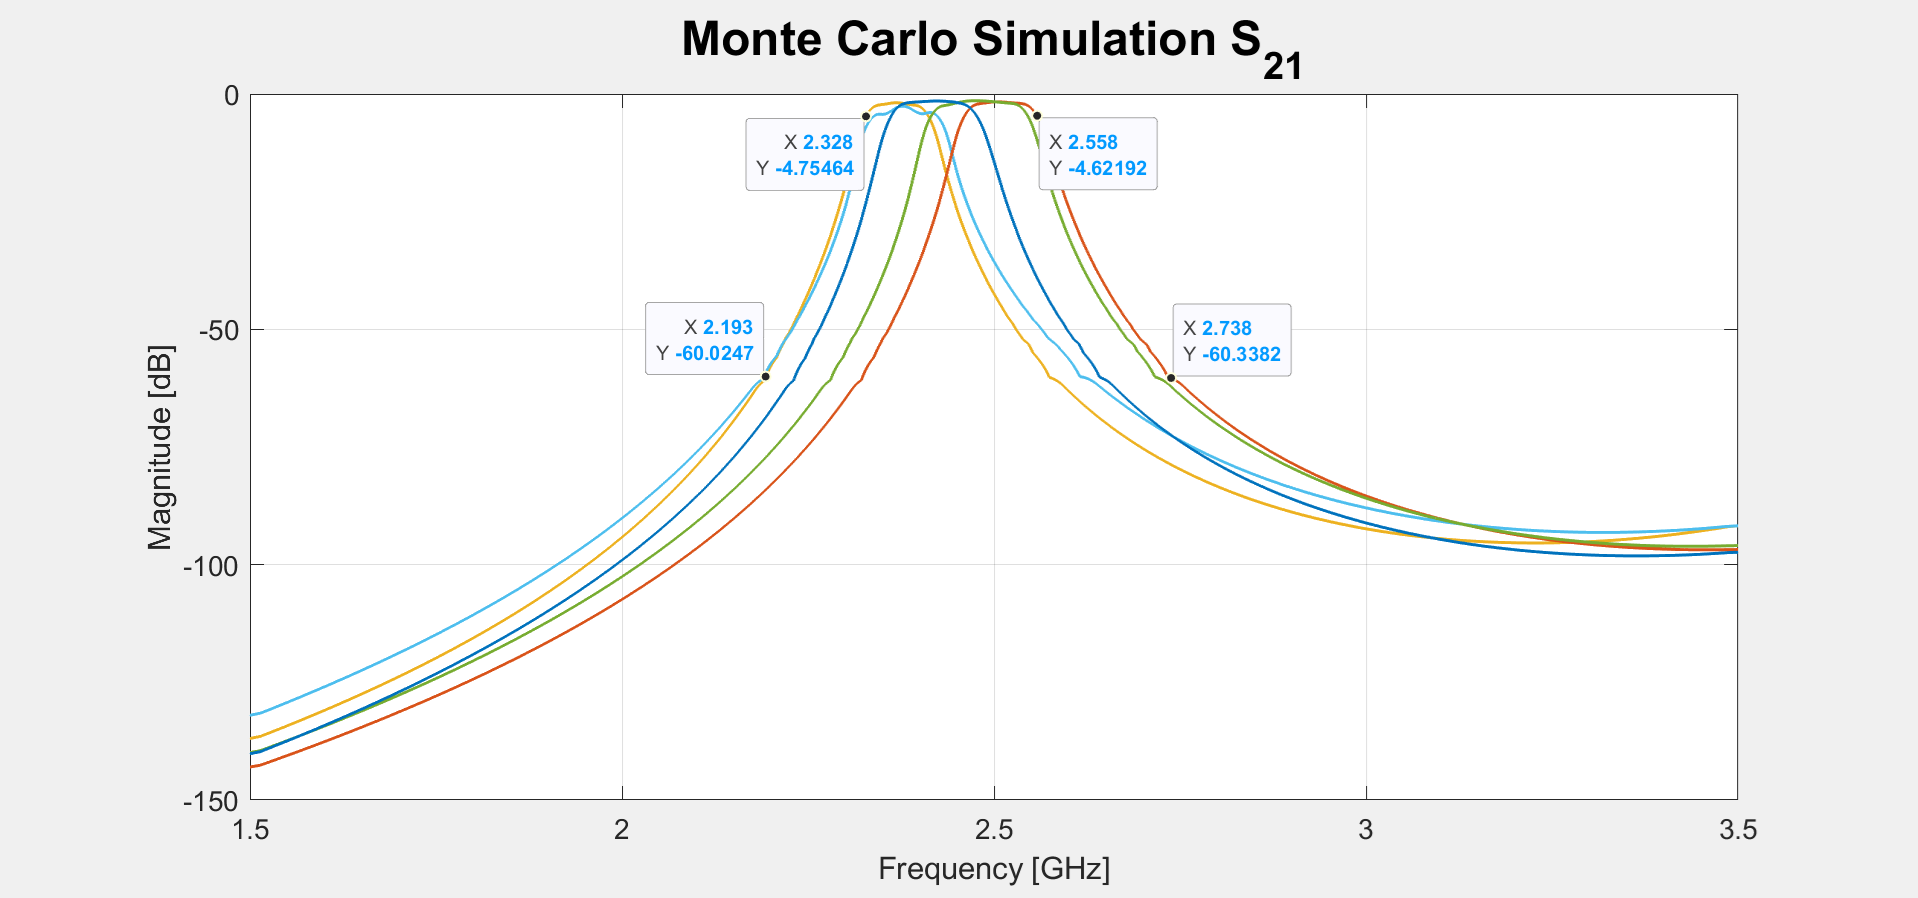 Monte Carlo Simulation S21
0
-50
-100
-150
Magnitude [dB]
X 2.328
Y -4.75464
X 2.558
Y -4.62192
X 2.193
Y -60.0247
X 2.738
Y -60.3382
1.5
2
2.5
3
3.5
Frequency [GHz]